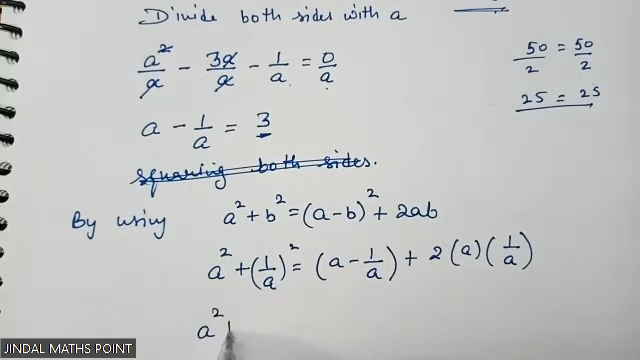 Divide both sides with a
a²/a - 3a/a - 1/a = 0/a
50/2 = 50/2
25 = 25
a - 1/a = 3
squaring both sides.
By using a² + b² = (a-b)² + 2ab
a² + (1/a)² = (a - 1/a) + 2(a)(1/a)
a²
JINDAL MATHS POINT